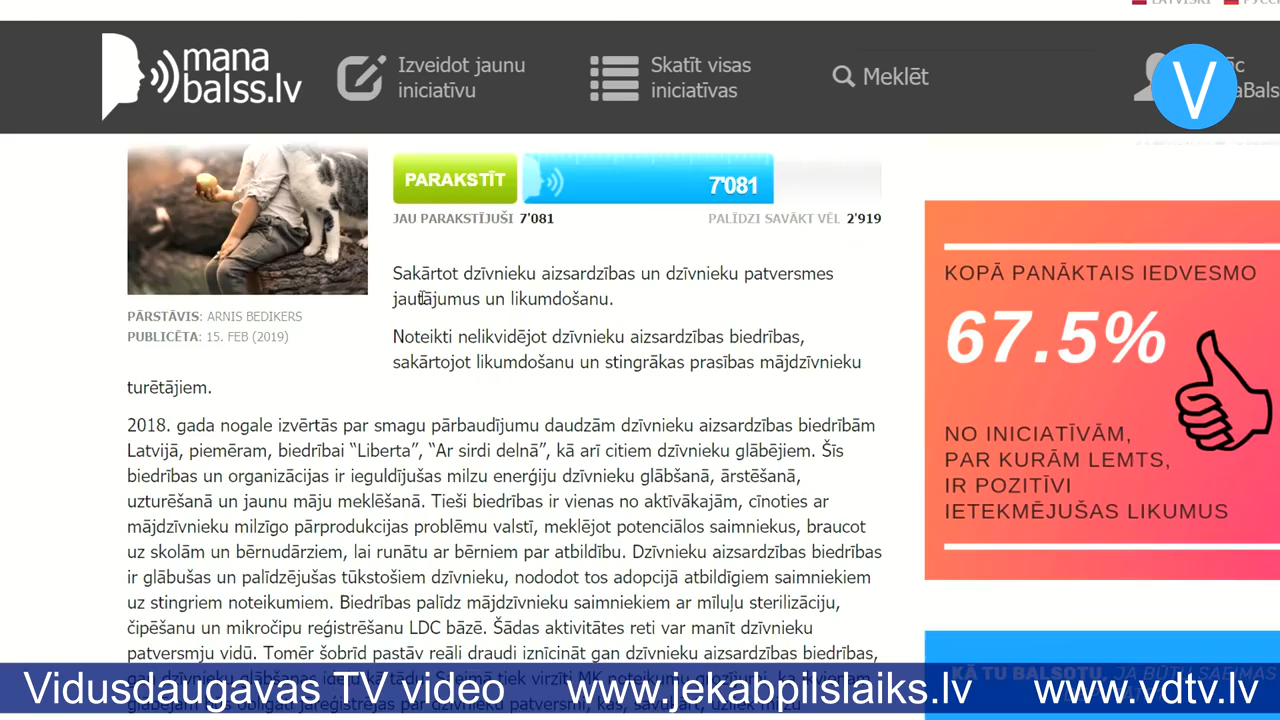 mana
balss.lv
Izveidot jaunu
iniciatīvu
Skatīt visas
iniciatīvas
Meklēt
V
PARAKSTĪT
7'081
JAU PARAKSTĪJUŠI 7'081
PALĪDZI SAVĀKT VĒL 2'919
PĀRSTĀVIS: ARNIS BEDIKERS
PUBLICĒTA: 15. FEB (2019)
Sakārtot dzīvnieku aizsardzības un dzīvnieku patversmes
jautājumus un likumdošanu.
Noteikti nelikvidējot dzīvnieku aizsardzības biedrības,
sakārtojot likumdošanu un stingrākas prasības mājdzīvnieku
turētājiem.
2018. gada nogale izvērtās par smagu pārbaudījumu daudzām dzīvnieku aizsardzības biedrībām
Latvijā, piemēram, biedrībai "Liberta", "Ar sirdi delnā", kā arī citiem dzīvnieku glābējiem. Šīs
biedrības un organizācijas ir ieguldījušas milzu enerģiju dzīvnieku glābšanā, ārstēšanā,
uzturēšanā un jaunu māju meklēšanā. Tieši biedrības ir vienas no aktīvākajām, cīnoties ar
mājdzīvnieku milzīgo pārprodukcijas problēmu valstī, meklējot potenciālos saimniekus, braucot
uz skolām un bērnudārziem, lai runātu ar bērniem par atbildību. Dzīvnieku aizsardzības biedrības
ir glābušas un palīdzējušas tūkstošiem dzīvnieku, nododot tos adopcijā atbildīgiem saimniekiem
uz stingriem noteikumiem. Biedrības palīdz mājdzīvnieku saimniekiem ar mīluļu sterilizāciju,
čipēšanu un mikročipu reģistrēšanu LDC bāzē. Šādas aktivitātes reti var manīt dzīvnieku
patversmju vidū. Tomēr šobrīd pastāv reāli draudi iznīcināt gan dzīvnieku aizsardzības biedrības,
KOPĀ PANĀKTAIS IEDVESMO
67.5%
NO INICIATĪVĀM,
PAR KURĀM LEMTS,
IR POZITĪVI
IETEKMĒJUŠAS LIKUMUS
KĀ TU BALSOTU, JA BŪTU SAEIMAS
Vidusdaugavas TV video www.jekabpilslaiks.lv www.vdtv.lv